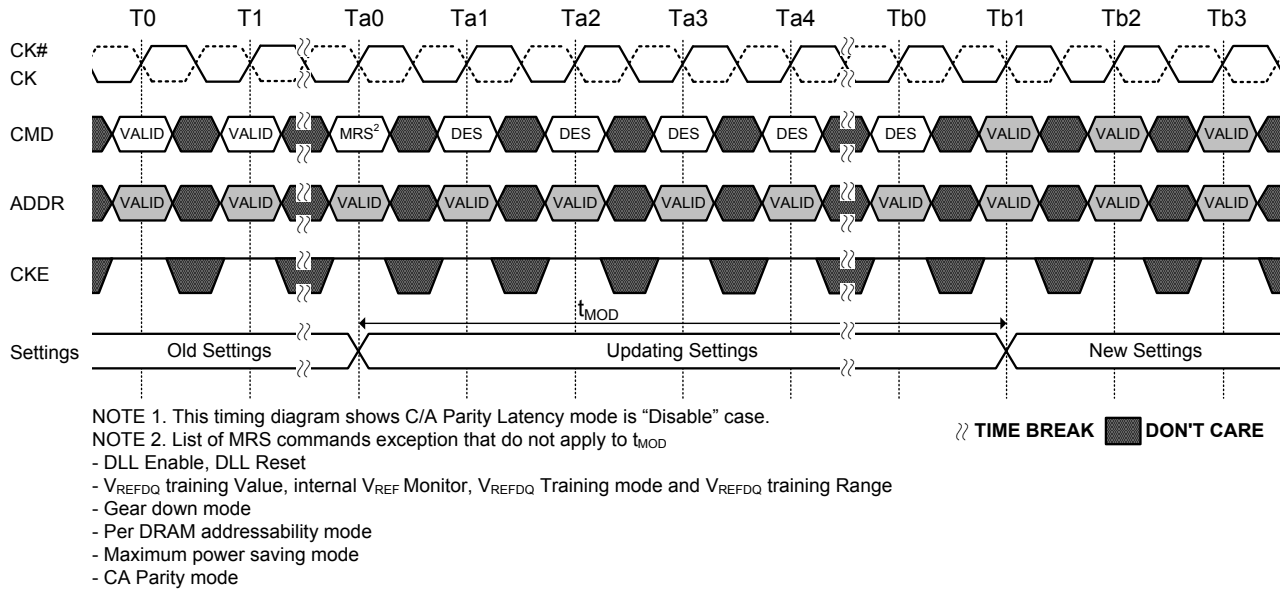 T0 T1 Ta0 Ta1 Ta2 Ta3 Ta4 Tb0 Tb1 Tb2 Tb3
CK#
CK
CMD VALID VALID MRS2 DES DES DES DES DES VALID VALID VALID
ADDR VALID VALID VALID VALID VALID VALID VALID VALID VALID VALID VALID
CKE
tMOD
Settings Old Settings Updating Settings New Settings
NOTE 1. This timing diagram shows C/A Parity Latency mode is “Disable” case.
NOTE 2. List of MRS commands exception that do not apply to tMOD
TIME BREAK DON'T CARE
- DLL Enable, DLL Reset
- VREFDQ training Value, internal VREF Monitor, VREFDQ Training mode and VREFDQ training Range
- Gear down mode
- Per DRAM addressability mode
- Maximum power saving mode
- CA Parity mode